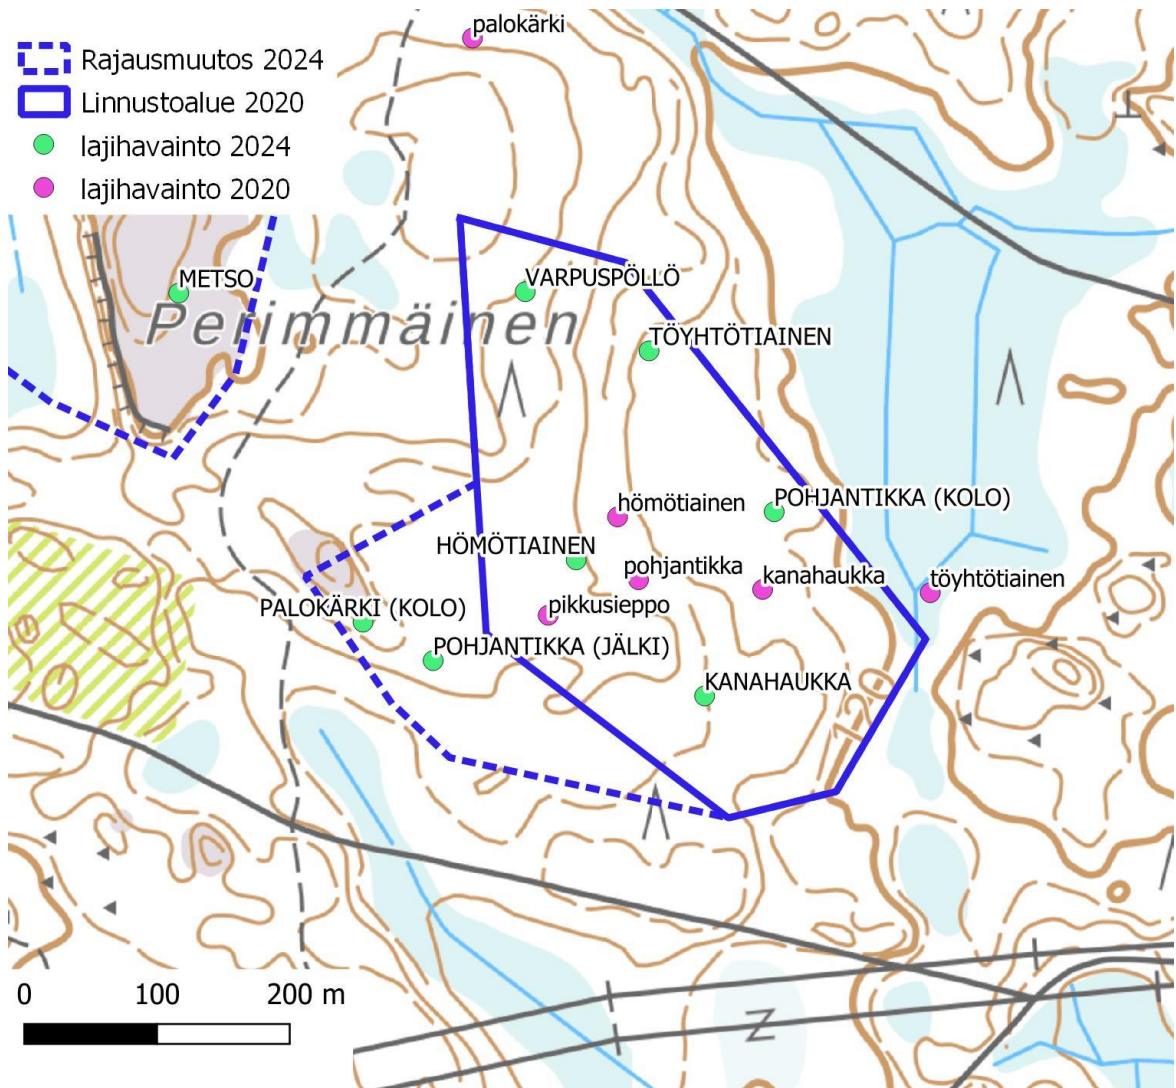 palokärki
Rajausmuutos 2024
Linnustoalue 2020
lajihavainto 2024
lajihavainto 2020
METSO
VARPUSPÖLLÖ
Perimmäinen
TÖYHTÖTIAINEN
hömötiainen
POHJANTIKKA (KOLO)
HÖMÖTIAINEN
pohjantikka
kanahaukka
töyhtötiainen
PALOKÄRKI (KOLO)
pikkusieppo
POHJANTIKKA (JÄLKI)
KANAHAUKKA
120
0 100 200 m
Z